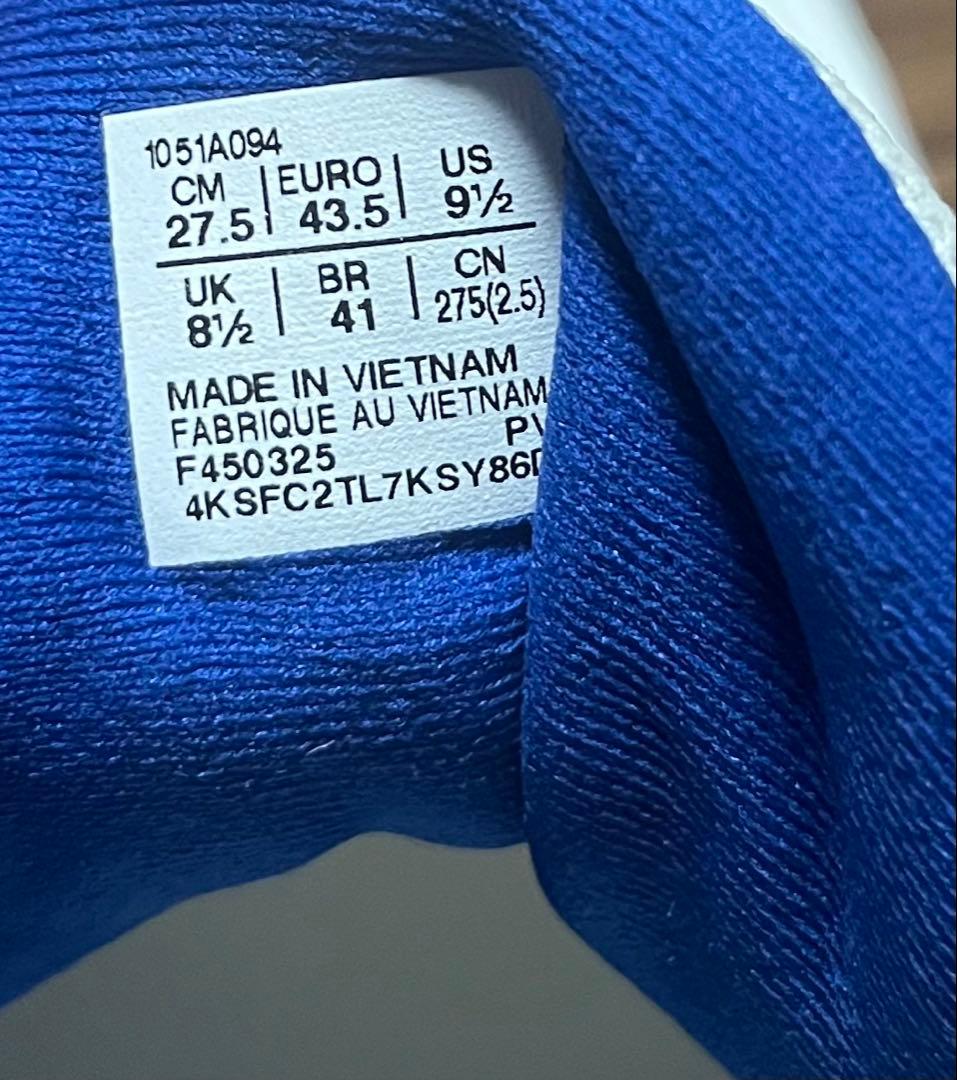 1051A094
CM | EURO | US
27.5 | 43.5 | 9½
UK | BR | CN
8½ | 41 | 275(2.5)
MADE IN VIETNAM
FABRIQUE AU VIETNAM
F450325
4KSFC2TL7KSY86